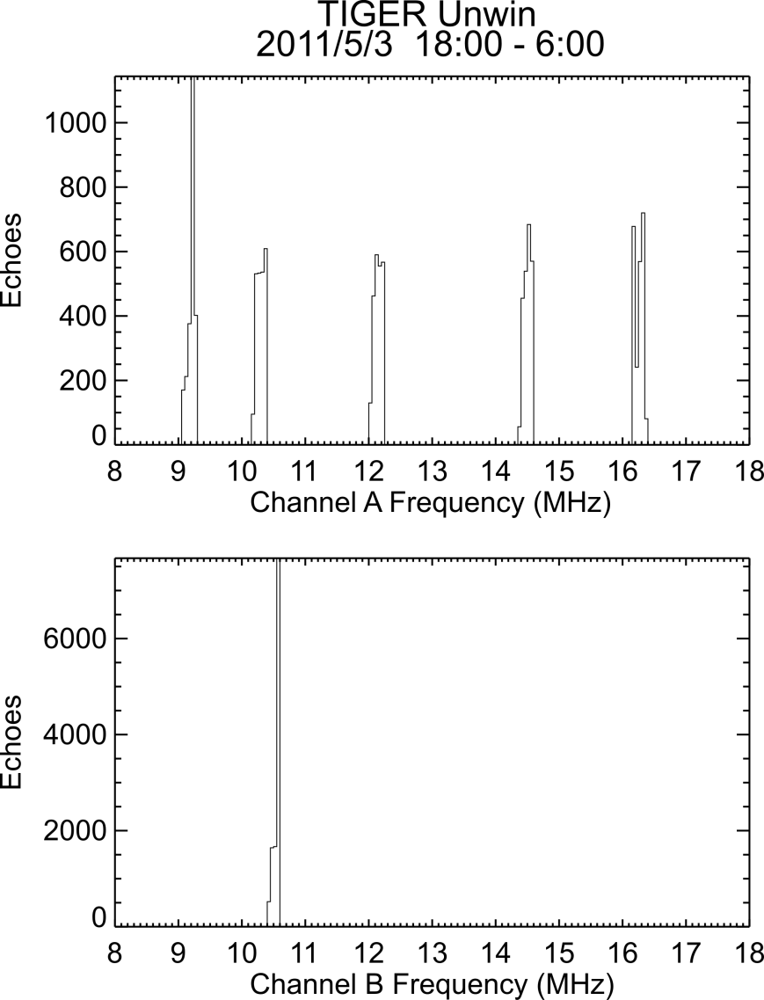 TIGER Unwin
2011/5/3 18:00 - 6:00
1000
800
600
400
200
0
Echoes
8 9 10 11 12 13 14 15 16 17 18
Channel A Frequency (MHz)
6000
4000
2000
0
Echoes
8 9 10 11 12 13 14 15 16 17 18
Channel B Frequency (MHz)